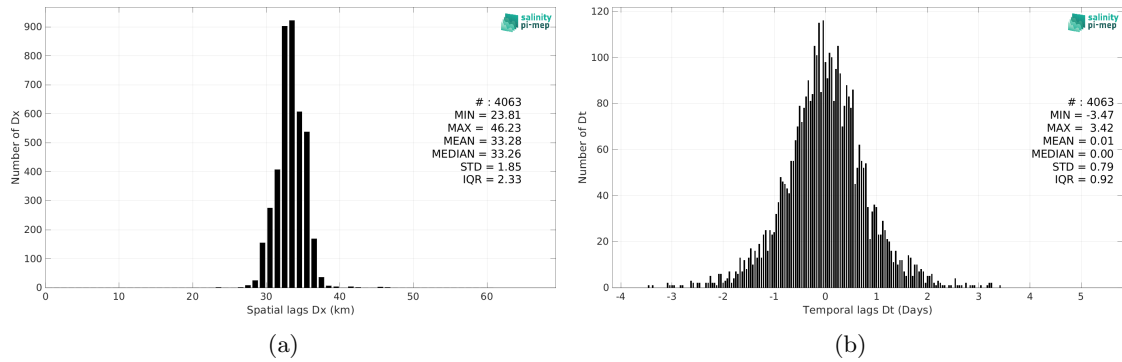 900
800
700
600
500
400
300
200
100
0
Number of Dx
0 10 20 30 40 50 60
Spatial lags Dx (km)
salinity
pi-mep
# : 4063
MIN = 23.81
MAX = 46.23
MEAN = 33.28
MEDIAN = 33.26
STD = 1.85
IQR = 2.33
(a)
120
100
80
60
40
20
0
Number of Dt
-4 -3 -2 -1 0 1 2 3 4 5
Temporal lags Dt (Days)
salinity
pi-mep
# : 4063
MIN = -3.47
MAX = 3.42
MEAN = 0.01
MEDIAN = 0.00
STD = 0.79
IQR = 0.92
(b)